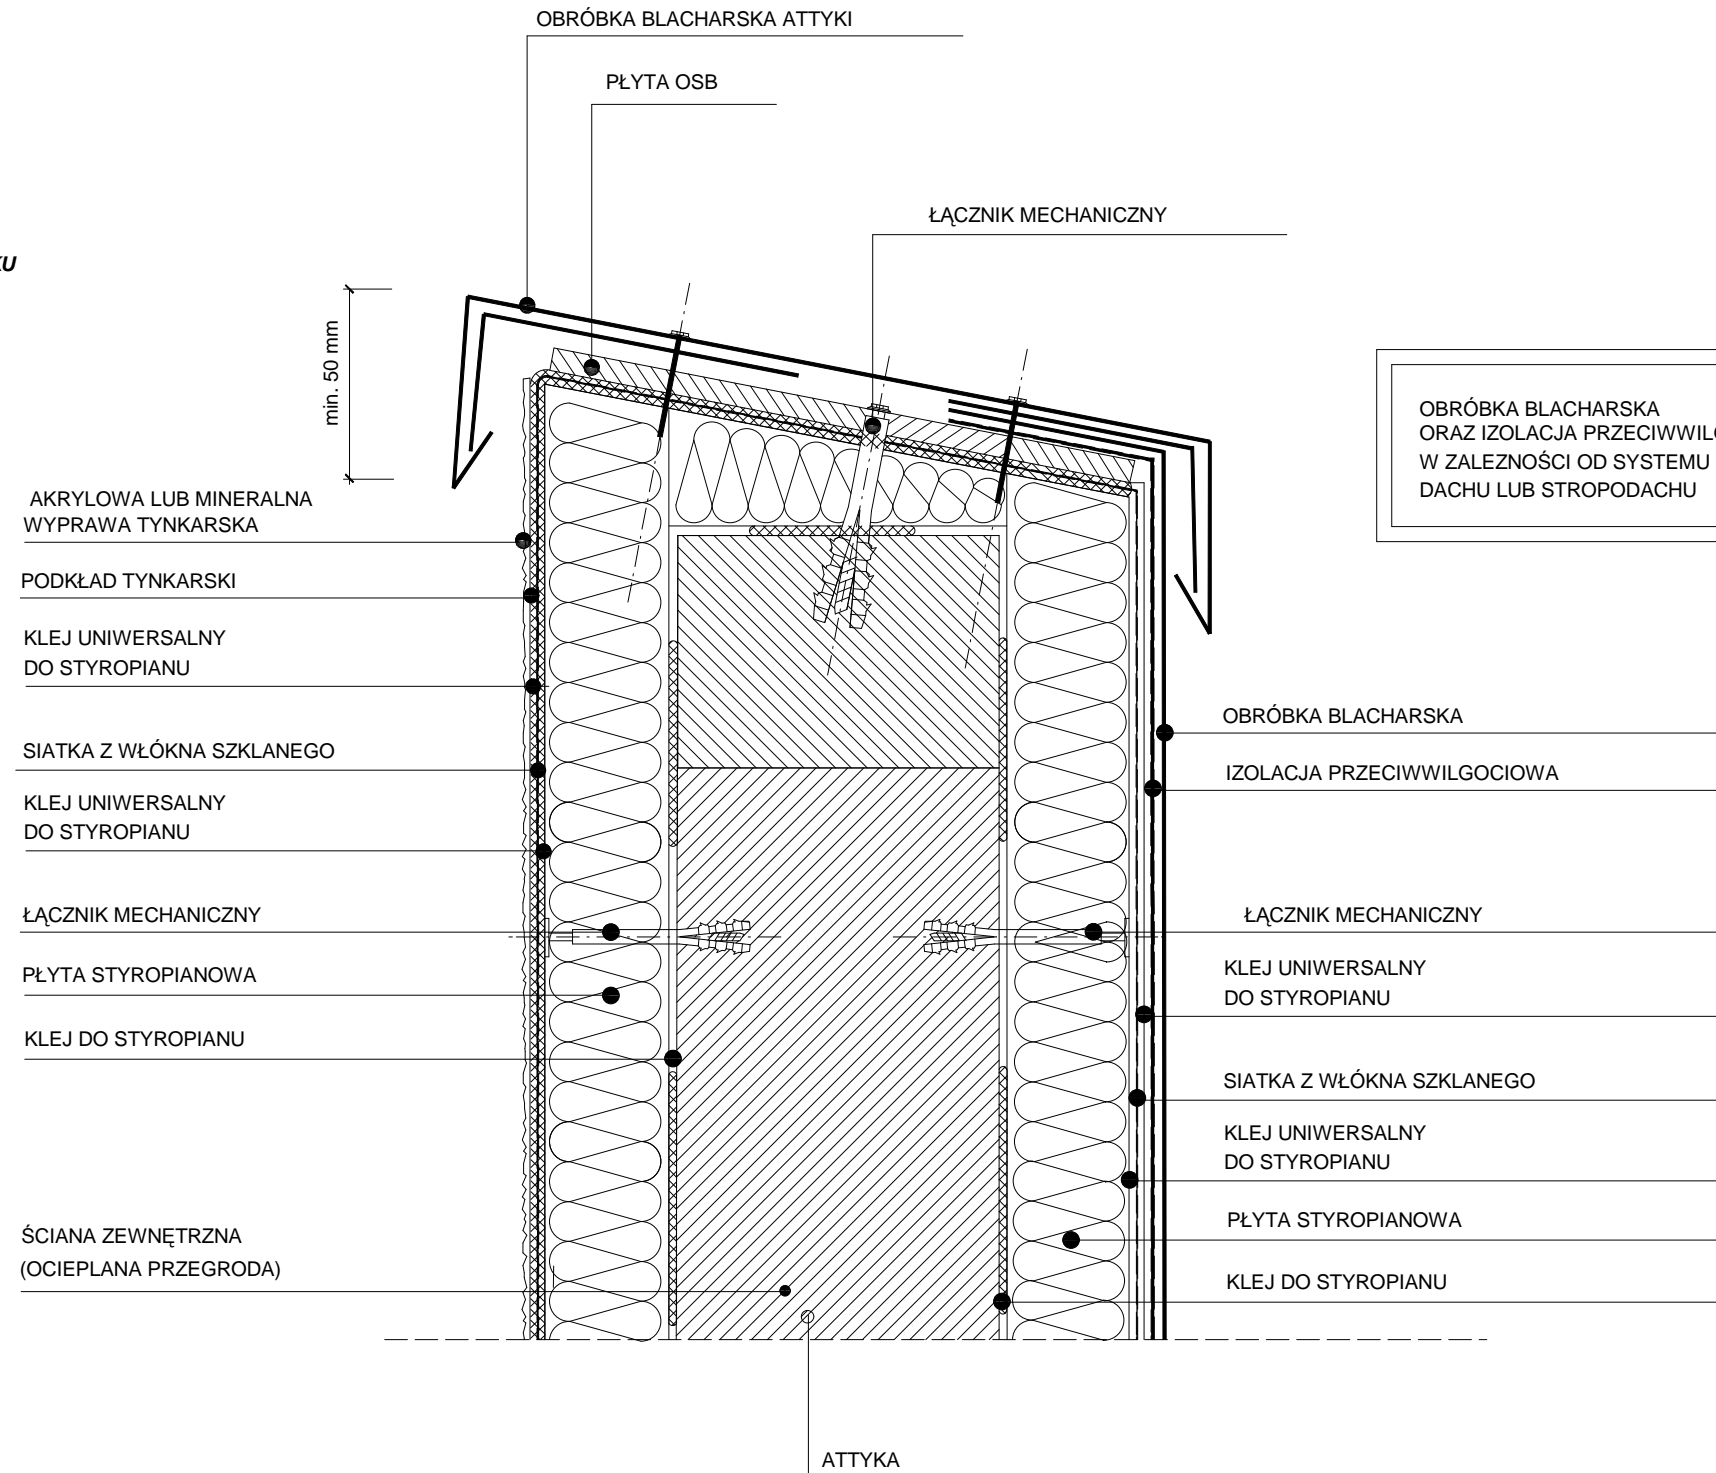 OBRÓBKA BLACHARSKA ATTYKI
PŁYTA OSB
ŁĄCZNIK MECHANICZNY
min. 50 mm
OBRÓBKA BLACHARSKA
ORAZ IZOLACJA
W ZALEZNOŚCI OD SYSTEMU
DACHU LUB STROPODACHU
AKRYLOWA LUB MINERALNA
WYPRAWA TYNKARSKA
PODKŁAD TYNKARSKI
KLEJ UNIWERSALNY
DO STYROPIANU
SIATKA Z WŁÓKNA SZKLANEGO
KLEJ UNIWERSALNY
DO STYROPIANU
ŁĄCZNIK MECHANICZNY
PŁYTA STYROPIANOWA
KLEJ DO STYROPIANU
ŚCIANA ZEWNĘTRZNA
(OCIEPLANA PRZEGRODA)
OBRÓBKA BLACHARSKA
IZOLACJA PRZECIWWILGOCIOWA
ŁĄCZNIK MECHANICZNY
KLEJ UNIWERSALNY
DO STYROPIANU
SIATKA Z WŁÓKNA SZKLANEGO
KLEJ UNIWERSALNY
DO STYROPIANU
PŁYTA STYROPIANOWA
KLEJ DO STYROPIANU
ATTYKA